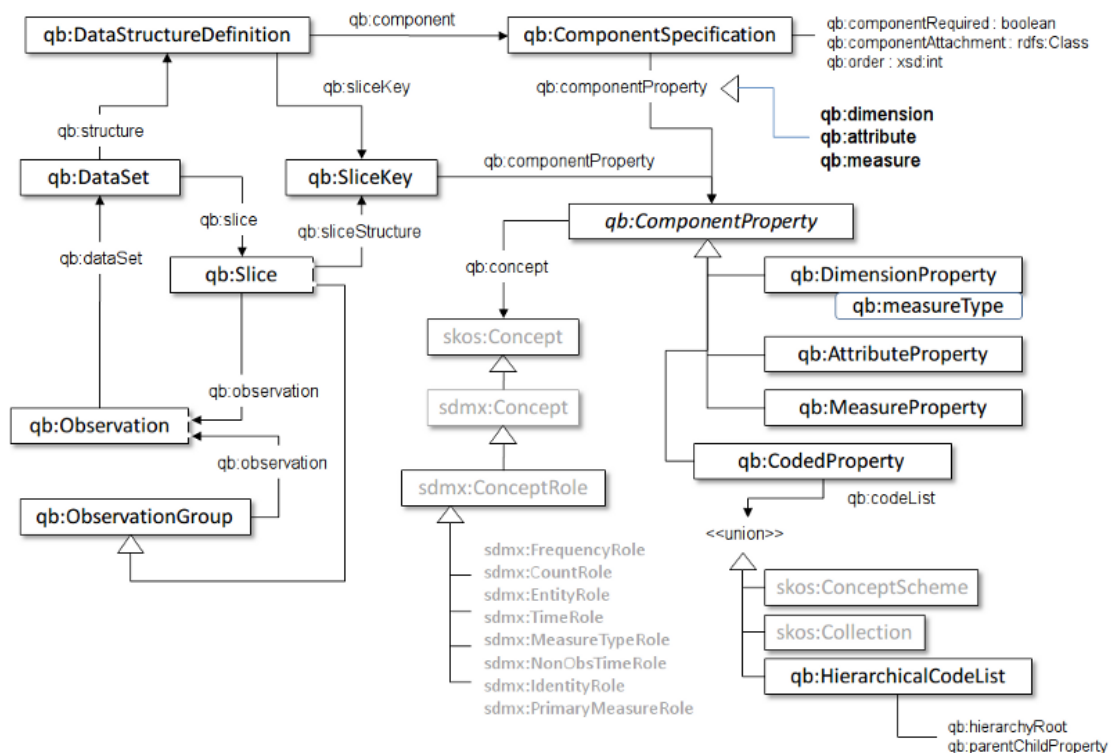 qb:DataStructureDefinition
qb:component
qb:ComponentSpecification
qb:componentRequired : boolean
qb:componentAttachment : rdfs:Class
qb:order : xsd:int
qb:sliceKey
qb:componentProperty
qb:dimension
qb:attribute
qb:measure
qb:structure
qb:DataSet
qb:SliceKey
qb:componentProperty
qb:slice
qb:sliceStructure
qb:dataSet
qb:Slice
qb:ComponentProperty
qb:concept
qb:DimensionProperty
qb:measureType
skos:Concept
qb:AttributeProperty
qb:observation
sdmx:Concept
qb:MeasureProperty
qb:Observation
qb:observation
qb:CodedProperty
sdmx:ConceptRole
qb:codeList
qb:ObservationGroup
<<union>>
sdmx:FrequencyRole
sdmx:CountRole
sdmx:EntityRole
sdmx:TimeRole
sdmx:MeasureTypeRole
sdmx:NonObsTimeRole
sdmx:IdentityRole
sdmx:PrimaryMeasureRole
skos:ConceptScheme
skos:Collection
qb:HierarchicalCodeList
qb:hierarchyRoot
qb:parentChildProperty